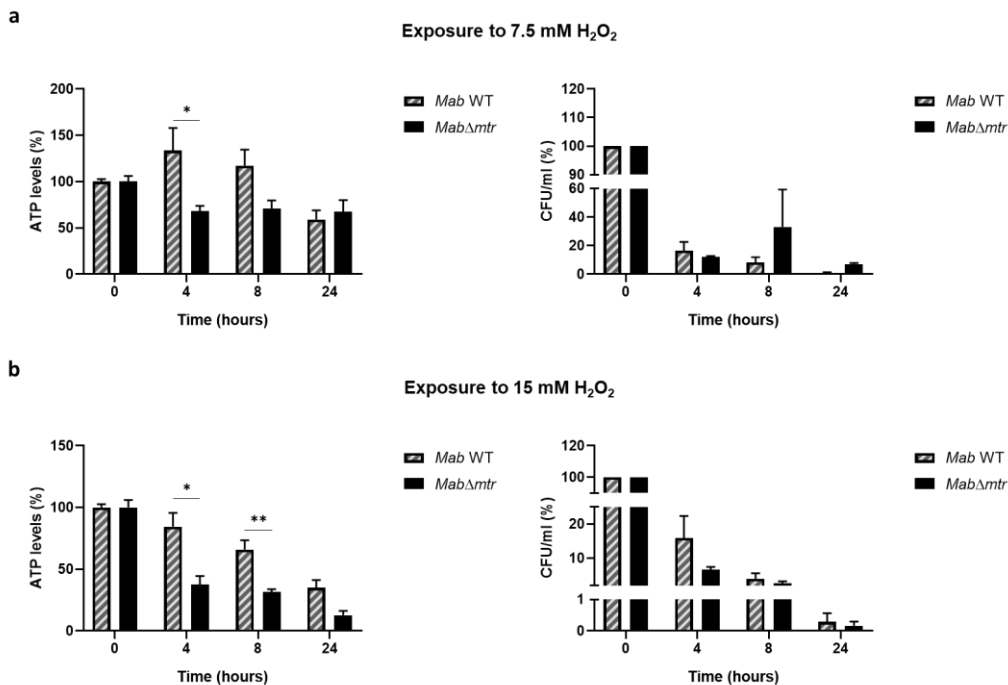 a
Exposure to 7.5 mM H₂O₂
ATP levels (%)
200
150
100
50
0
*
0 4 8 24
Time (hours)
Mab WT
MabΔmtr
CFU/ml (%)
120
110
100
90
60
40
20
0
0 4 8 24
Time (hours)
Mab WT
MabΔmtr
b
Exposure to 15 mM H₂O₂
ATP levels (%)
150
100
50
0
*
**
0 4 8 24
Time (hours)
Mab WT
MabΔmtr
CFU/ml (%)
120
100
20
10
1
0
0 4 8 24
Time (hours)
Mab WT
MabΔmtr